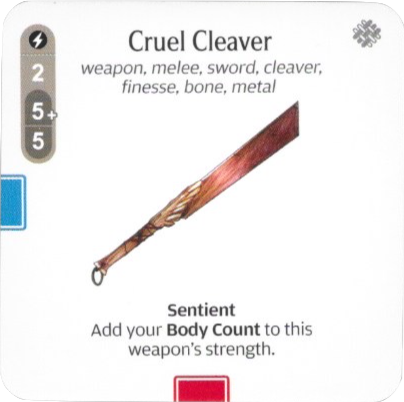 Cruel Cleaver
weapon, melee, sword, cleaver,
finesse, bone, metal
2
5+
5
Sentient
Add your Body Count to this
weapon's strength.